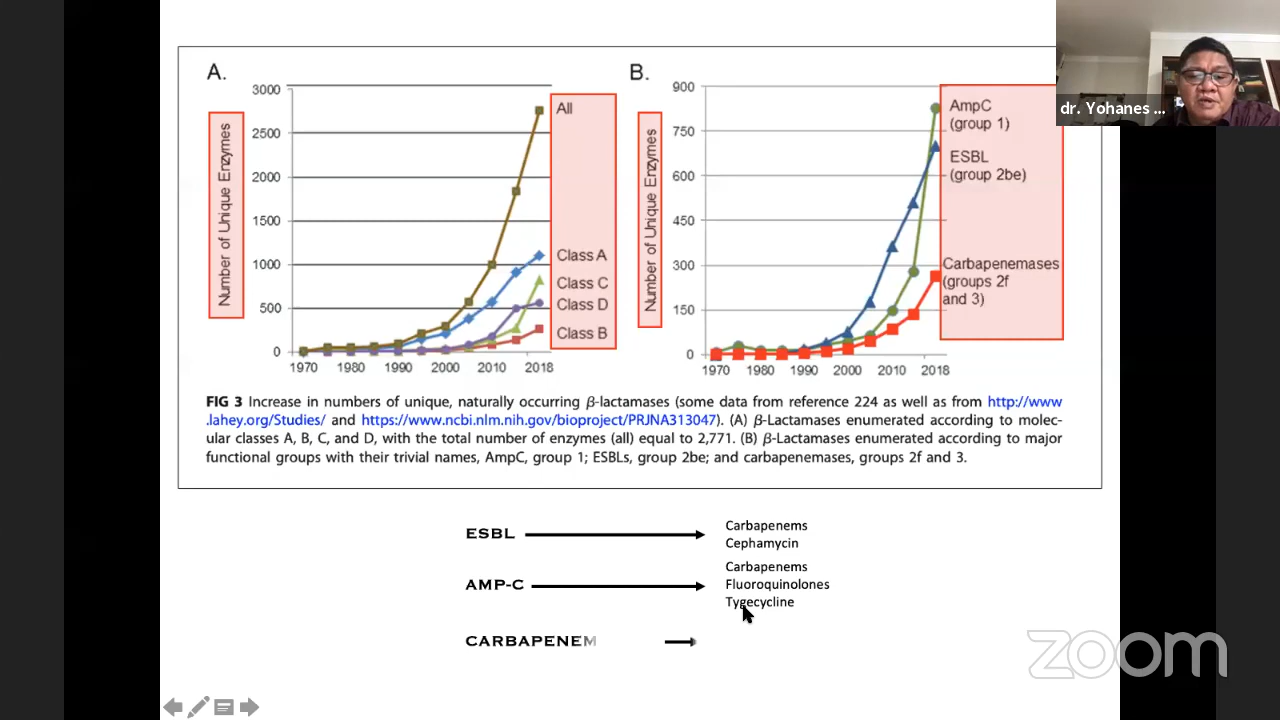 A.
Number of Unique Enzymes
3000
2500
2000
1500
1000
500
0
1970
1980
1990
2000
2010
2018
All
Class A
Class C
Class D
Class B
B.
Number of Unique Enzymes
900
750
600
450
300
150
0
1970
1980
1990
2000
2010
2018
AmpC
(group 1)
ESBL
(group 2be)
Carbapenemases
(groups 2f
and 3)
dr. Yohanes ...
FIG 3 Increase in numbers of unique, naturally occurring β-lactamases (some data from reference 224 as well as from http://www
.lahey.org/Studies/ and https://www.ncbi.nlm.nih.gov/bioproject/PRJNA313047). (A) β-Lactamases enumerated according to molec-
ular classes A, B, C, and D, with the total number of enzymes (all) equal to 2,771. (B) β-Lactamases enumerated according to major
functional groups with their trivial names, AmpC, group 1; ESBLs, group 2be; and carbapenemases, groups 2f and 3.
ESBL
Carbapenems
Cephamycin
AMP-C
Carbapenems
Fluoroquinolones
Tygecycline
CARBAPENEM
zoom